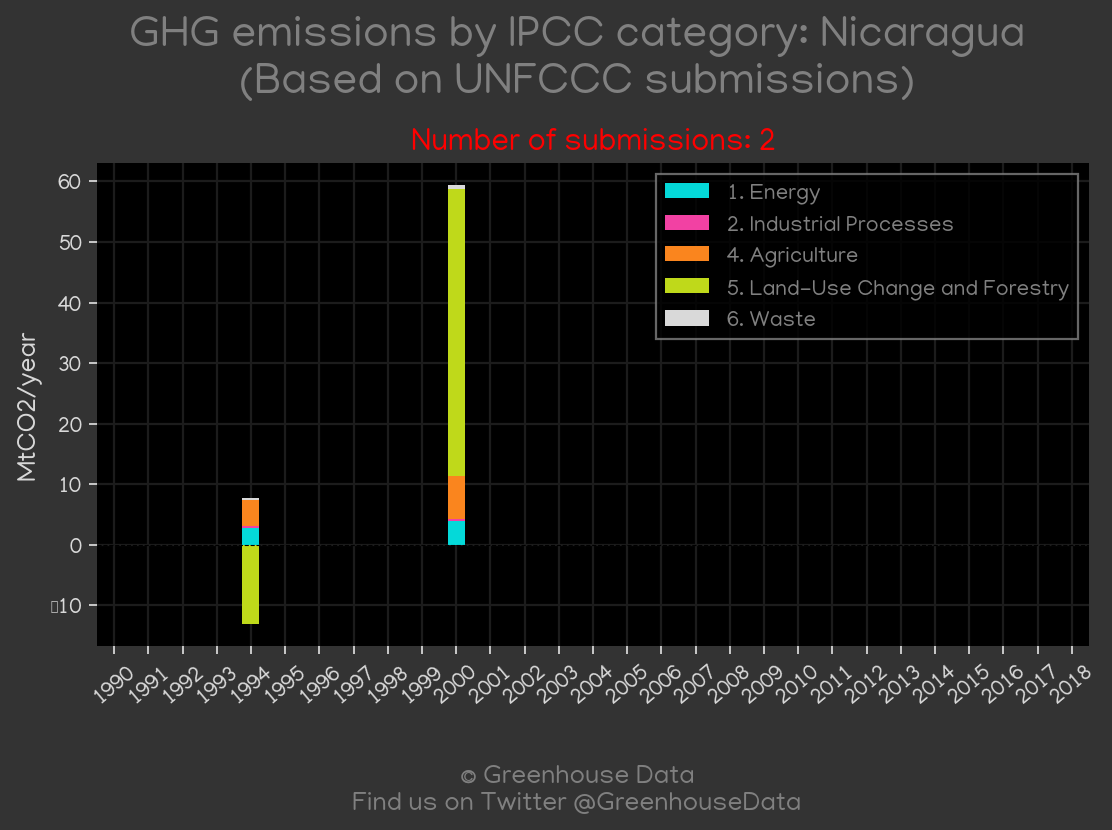 GHG emissions by IPCC category: Nicaragua
(Based on UNFCCC submissions)
Number of submissions: 2
1. Energy
2. Industrial Processes
4. Agriculture
5. Land-Use Change and Forestry
6. Waste
MtCO2/year
60
50
40
30
20
10
0
▯10
1990 1991 1992 1993 1994 1995 1996 1997 1998 1999 2000 2001 2002 2003 2004 2005 2006 2007 2008 2009 2010 2011 2012 2013 2014 2015 2016 2017 2018
© Greenhouse Data
Find us on Twitter @GreenhouseData